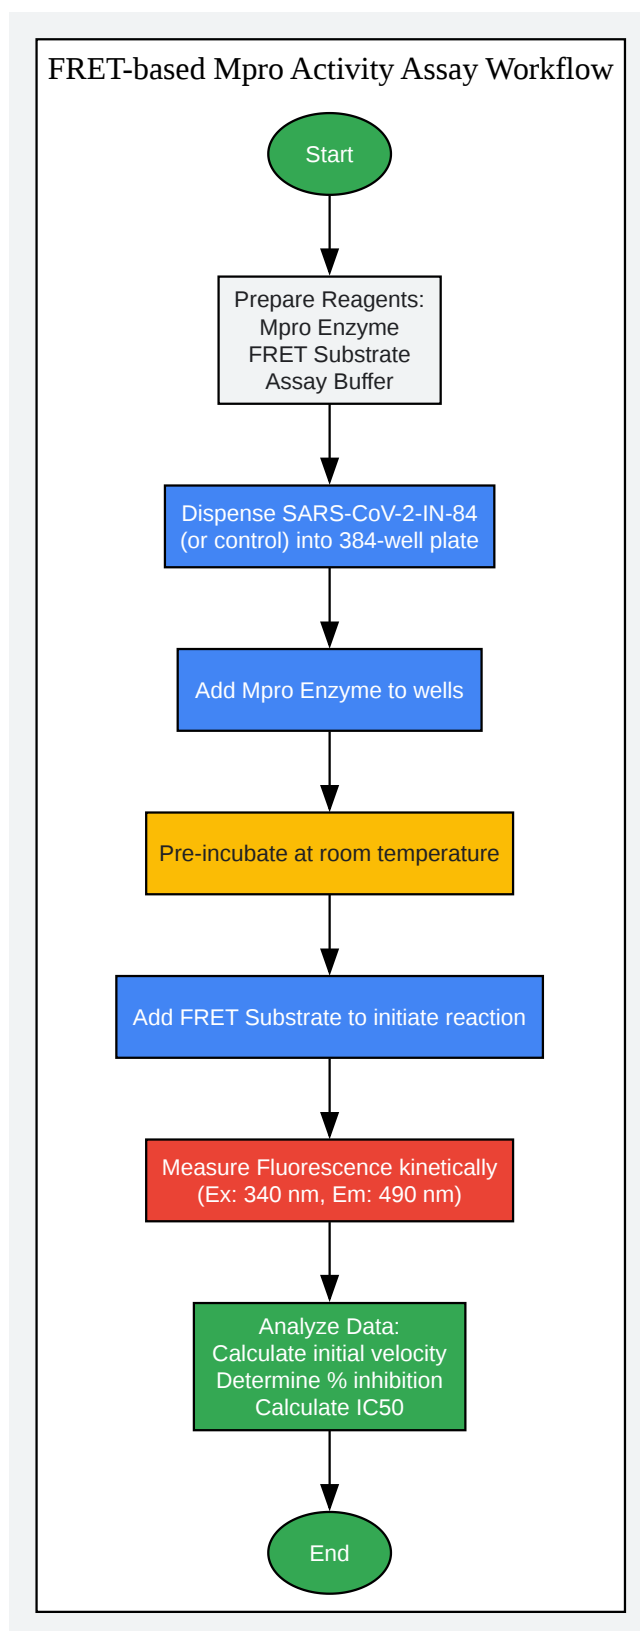 FRET-based Mpro Activity Assay Workflow
Start
Prepare Reagents:
Mpro Enzyme
FRET Substrate
Assay Buffer
Dispense SARS-CoV-2-IN-84
(or control) into 384-well plate
Add Mpro Enzyme to wells
Pre-incubate at room temperature
Add FRET Substrate to initiate reaction
Measure Fluorescence kinetically
(Ex: 340 nm, Em: 490 nm)
Analyze Data:
Calculate initial velocity
Determine % inhibition
Calculate IC50
End